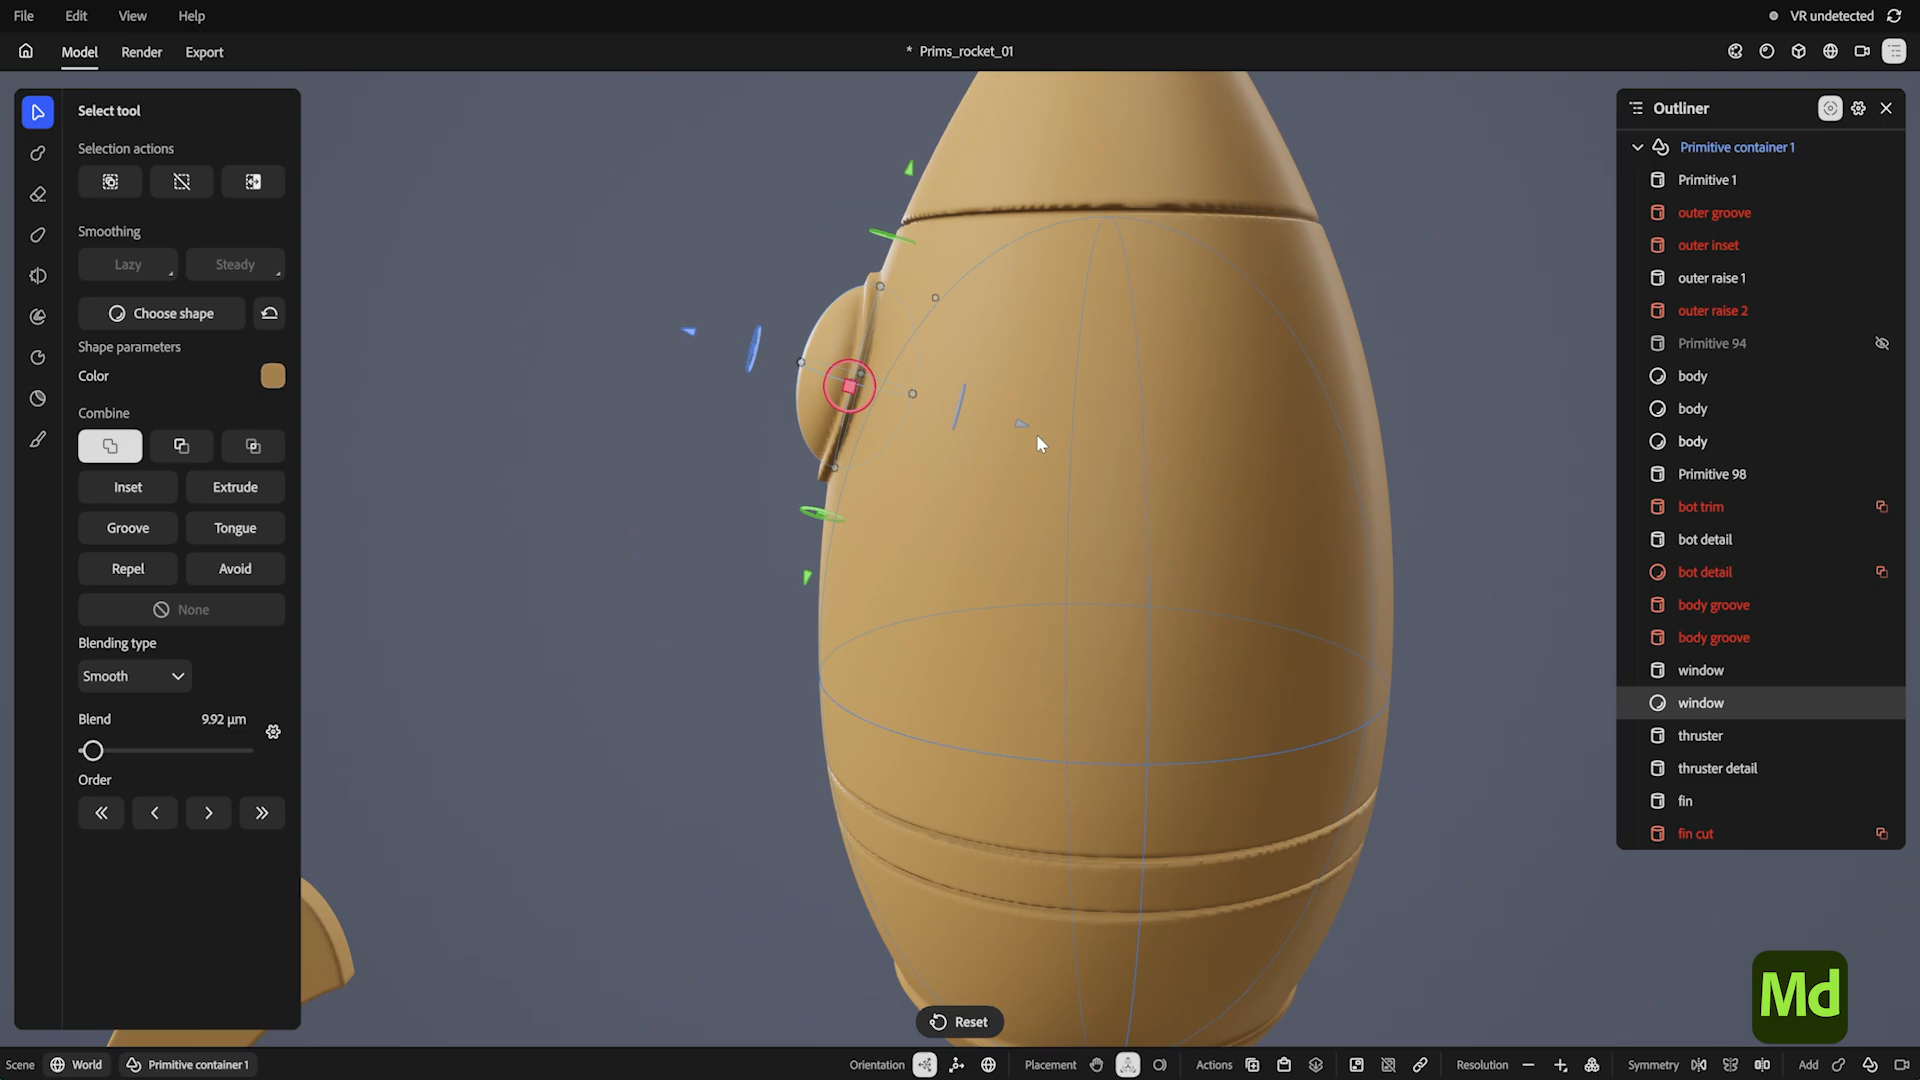 File Edit View Help
VR undetected
Model Render Export
* Prims_rocket_01
Select tool
Selection actions
Smoothing
Lazy Steady
Choose shape
Shape parameters
Color
Combine
Inset Extrude
Groove Tongue
Repel Avoid
None
Blending type
Smooth
Blend 9.92 µm
Order
Outliner
Primitive container 1
Primitive 1
outer groove
outer inset
outer raise 1
outer raise 2
Primitive 94
body
body
body
Primitive 98
bot trim
bot detail
bot detail
body groove
body groove
window
window
thruster
thruster detail
fin
fin cut
Md
Reset
Scene World Primitive container 1 Orientation Placement Actions Resolution Symmetry Add